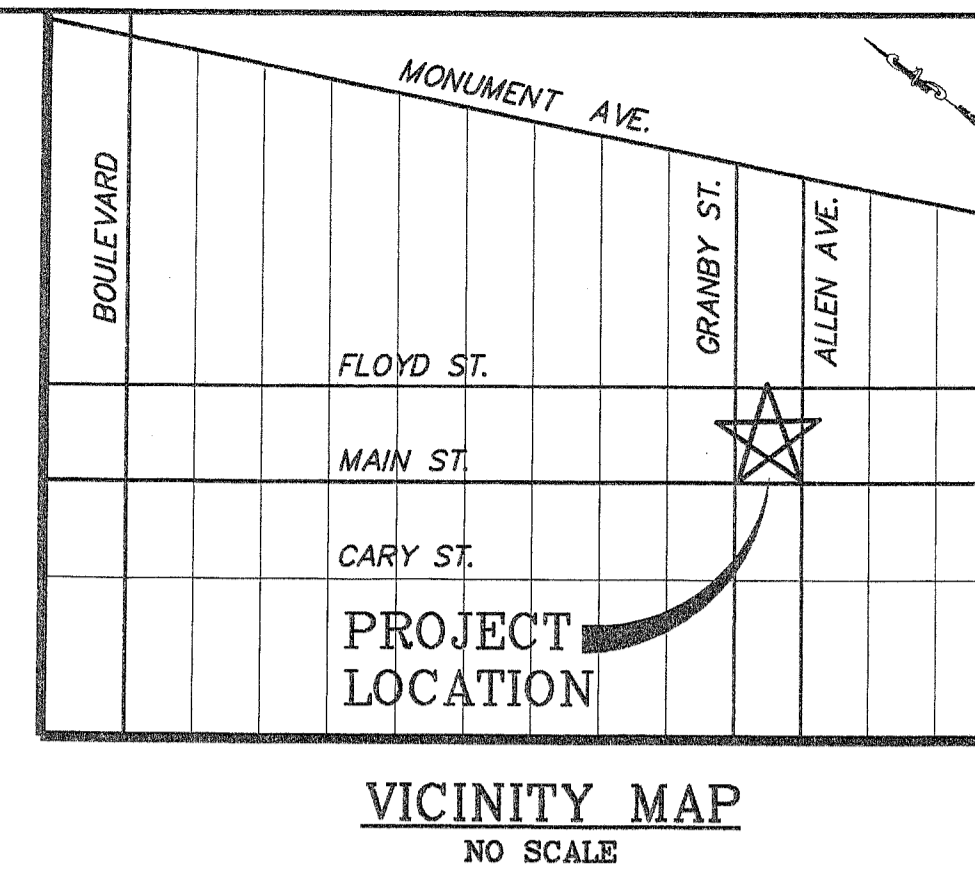 MONUMENT AVE.
BOULEVARD
GRANBY ST.
ALLEN AVE.
FLOYD ST.
MAIN ST.
CARY ST.
PROJECT
LOCATION
VICINITY MAP
NO SCALE